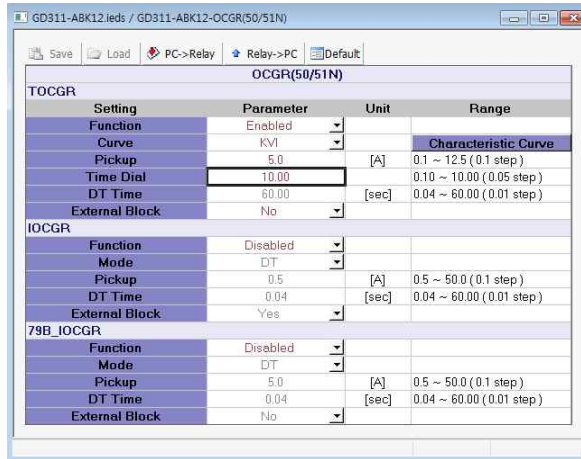 GD311-ABK12.ieds / GD311-ABK12-OCGR(50/51N)
Save Load PC->Relay Relay->PC Default
OCGR(50/51N)
TOCGR
Setting Parameter Unit Range
Function Enabled
Curve KVI Characteristic Curve
Pickup 5.0 [A] 0.1 ~ 12.5 ( 0.1 step )
Time Dial 10.00 0.10 ~ 10.00 ( 0.05 step )
DT Time 60.00 [sec] 0.04 ~ 60.00 ( 0.01 step )
External Block No
IOCGR
Function Disabled
Mode DT
Pickup 0.5 [A] 0.5 ~ 50.0 ( 0.1 step )
DT Time 0.04 [sec] 0.04 ~ 60.00 ( 0.01 step )
External Block Yes
79B_IOCGR
Function Disabled
Mode DT
Pickup 5.0 [A] 0.5 ~ 50.0 ( 0.1 step )
DT Time 0.04 [sec] 0.04 ~ 60.00 ( 0.01 step )
External Block No